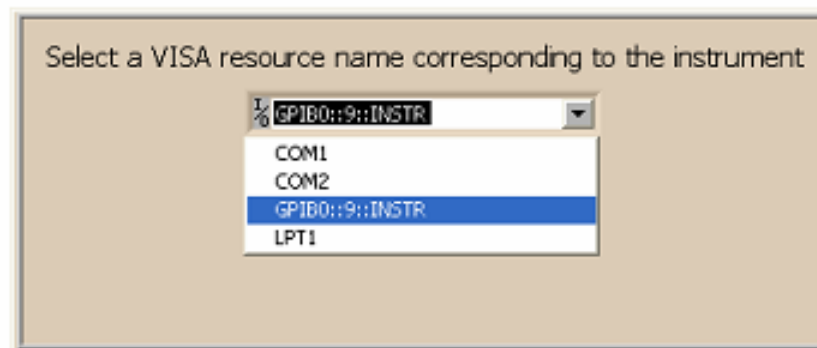 Select a VISA resource name corresponding to the instrument
I/O GPIB0::9::INSTR
COM1
COM2
GPIB0::9::INSTR
LPT1